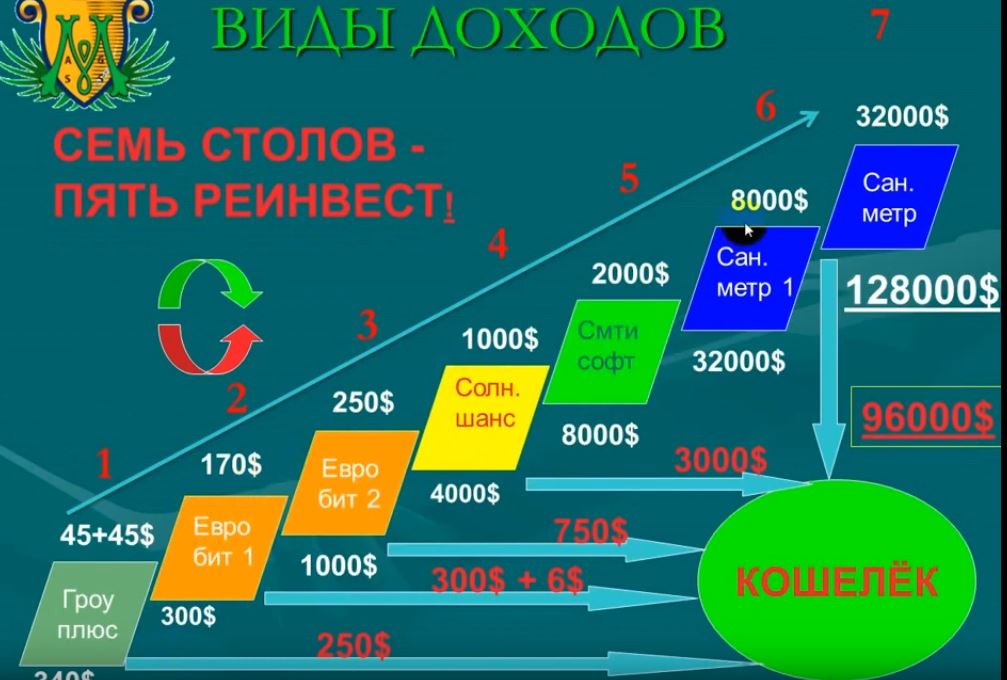 ВИДЫ ДОХОДОВ
7
6
32000$
СЕМЬ СТОЛОВ -
ПЯТЬ РЕИНВЕСТ!
5
8000$
Сан.
метр
4
2000$
Сан.
метр 1
128000$
3
1000$
Смти
софт
32000$
2
250$
Солн.
шанс
8000$
96000$
1
170$
Евро
бит 2
4000$
3000$
45+45$
Евро
бит 1
1000$
750$
300$ + 6$
КОШЕЛЁК
Гроу
плюс
300$
250$
340$